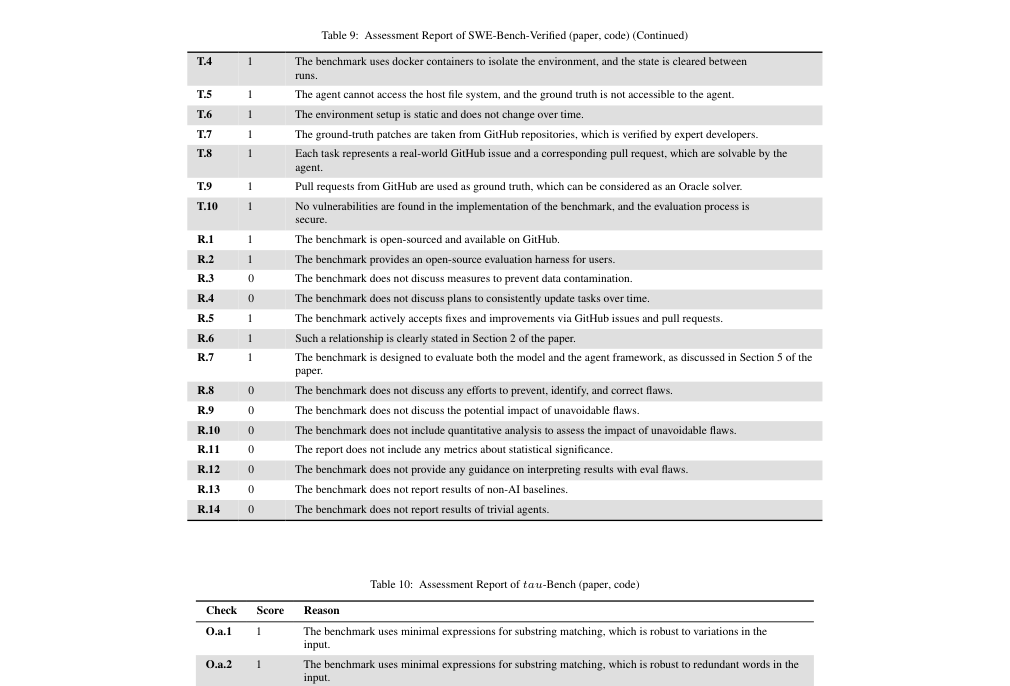 Table 9: Assessment Report of SWE-Bench-Verified (paper, code) (Continued)
T.4 1 The benchmark uses docker containers to isolate the environment, and the state is cleared between
runs.
T.5 1 The agent cannot access the host file system, and the ground truth is not accessible to the agent.
T.6 1 The environment setup is static and does not change over time.
T.7 1 The ground-truth patches are taken from GitHub repositories, which is verified by expert developers.
T.8 1 Each task represents a real-world GitHub issue and a corresponding pull request, which are solvable by the
agent.
T.9 1 Pull requests from GitHub are used as ground truth, which can be considered as an Oracle solver.
T.10 1 No vulnerabilities are found in the implementation of the benchmark, and the evaluation process is
secure.
R.1 1 The benchmark is open-sourced and available on GitHub.
R.2 1 The benchmark provides an open-source evaluation harness for users.
R.3 0 The benchmark does not discuss measures to prevent data contamination.
R.4 0 The benchmark does not discuss plans to consistently update tasks over time.
R.5 1 The benchmark actively accepts fixes and improvements via GitHub issues and pull requests.
R.6 1 Such a relationship is clearly stated in Section 2 of the paper.
R.7 1 The benchmark is designed to evaluate both the model and the agent framework, as discussed in Section 5 of the
paper.
R.8 0 The benchmark does not discuss any efforts to prevent, identify, and correct flaws.
R.9 0 The benchmark does not discuss the potential impact of unavoidable flaws.
R.10 0 The benchmark does not include quantitative analysis to assess the impact of unavoidable flaws.
R.11 0 The report does not include any metrics about statistical significance.
R.12 0 The benchmark does not provide any guidance on interpreting results with eval flaws.
R.13 0 The benchmark does not report results of non-AI baselines.
R.14 0 The benchmark does not report results of trivial agents.
Table 10: Assessment Report of tau-Bench (paper, code)
Check Score Reason
O.a.1 1 The benchmark uses minimal expressions for substring matching, which is robust to variations in the
input.
O.a.2 1 The benchmark uses minimal expressions for substring matching, which is robust to redundant words in the
input.